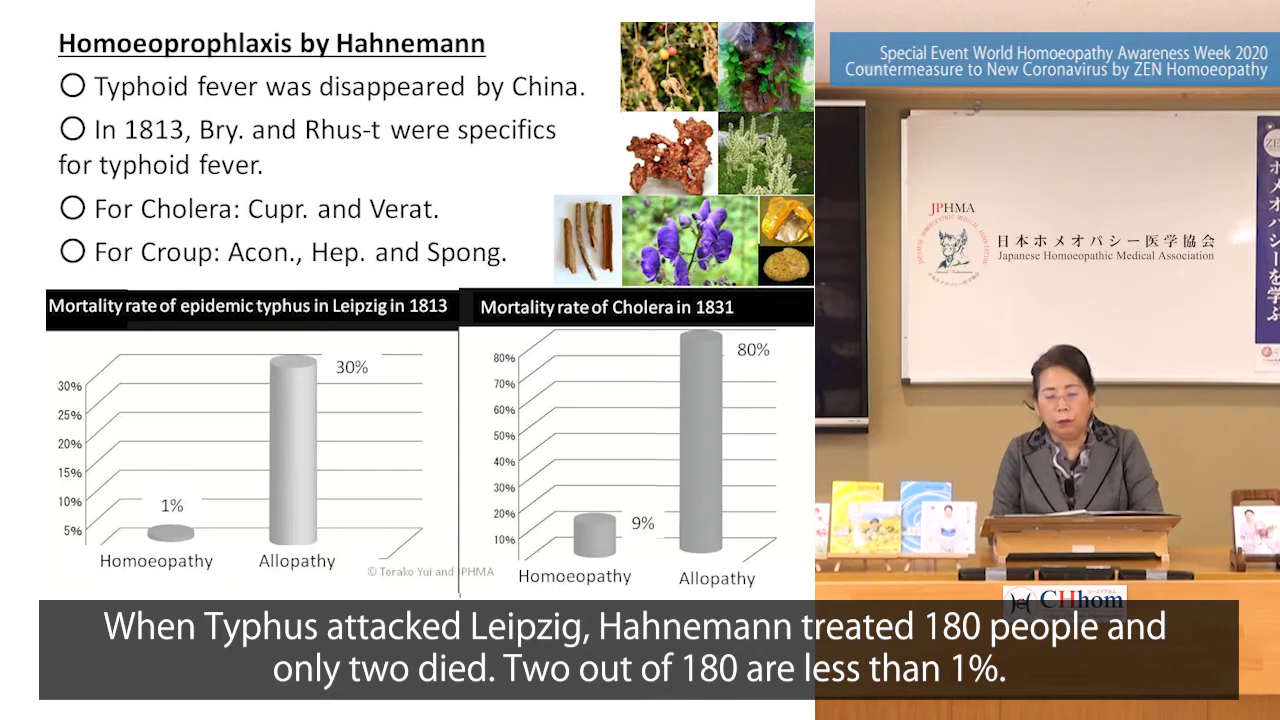 Homoeoprophlaxis by Hahnemann
○ Typhoid fever was disappeared by China.
○ In 1813, Bry. and Rhus-t were specifics
for typhoid fever.
○ For Cholera: Cupr. and Verat.
○ For Croup: Acon., Hep. and Spong.
Mortality rate of epidemic typhus in Leipzig in 1813
30%
30%
25%
20%
15%
10%
5%
1%
Homoeopathy
Allopathy
© Torako Yui and JPHMA
Mortality rate of Cholera in 1831
80%
80%
70%
60%
50%
40%
30%
20%
10%
9%
Homoeopathy
Allopathy
Special Event World Homoeopathy Awareness Week 2020
Countermeasure to New Coronavirus by ZEN Homoeopathy
JPHMA
日本ホメオパシー医学協会
Japanese Homoeopathic Medical Association
ホメオパシーを学ぶ
CHhom
When Typhus attacked Leipzig, Hahnemann treated 180 people and
only two died. Two out of 180 are less than 1%.